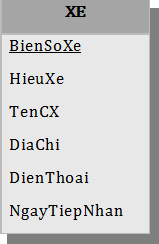 XE
BienSoXe
HieuXe
TenCX
DiaChi
DienThoai
NgayTiepNhan